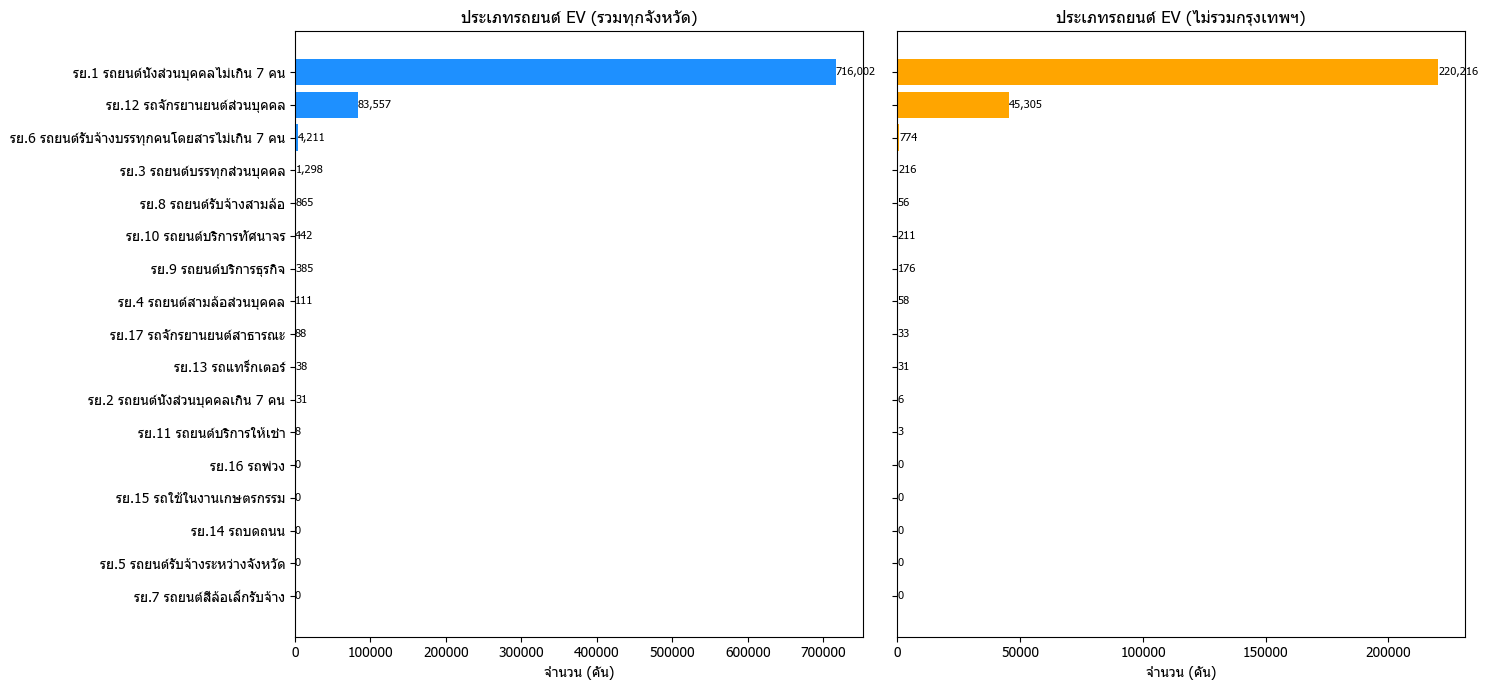 ประเภทรถยนต์ EV (รวมทุกจังหวัด)
รย.1 รถยนต์นั่งส่วนบุคคลไม่เกิน 7 คน 716,002
รย.12 รถจักรยานยนต์ส่วนบุคคล 83,557
รย.6 รถยนต์รับจ้างบรรทุกคนโดยสารไม่เกิน 7 คน 4,211
รย.3 รถยนต์บรรทุกส่วนบุคคล 1,298
รย.8 รถยนต์รับจ้างสามล้อ 865
รย.10 รถยนต์บริการทัศนาจร 442
รย.9 รถยนต์บริการธุรกิจ 385
รย.4 รถยนต์สามล้อส่วนบุคคล 111
รย.17 รถจักรยานยนต์สาธารณะ 88
รย.13 รถแทร็กเตอร์ 38
รย.2 รถยนต์นั่งส่วนบุคคลเกิน 7 คน 31
รย.11 รถยนต์บริการให้เช่า 8
รย.16 รถพ่วง 0
รย.15 รถใช้ในงานเกษตรกรรม 0
รย.14 รถบดถนน 0
รย.5 รถยนต์รับจ้างระหว่างจังหวัด 0
รย.7 รถยนต์สี่ล้อเล็กรับจ้าง 0
0 100000 200000 300000 400000 500000 600000 700000
จำนวน (คัน)
ประเภทรถยนต์ EV (ไม่รวมกรุงเทพฯ)
220,216
45,305
774
216
56
211
176
58
33
31
6
3
0
0
0
0
0
0 50000 100000 150000 200000
จำนวน (คัน)